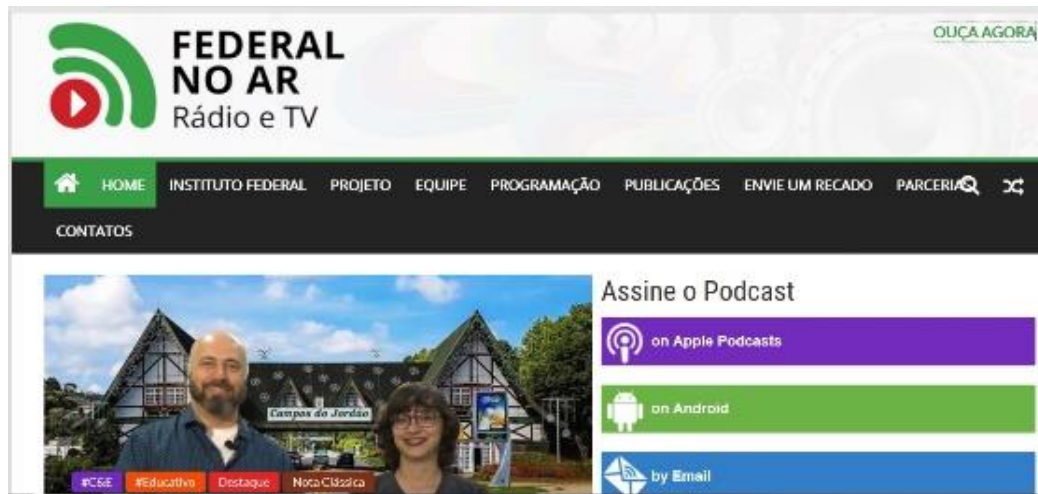 FEDERAL
NO AR
Rádio e TV
OUÇA AGORA
HOME INSTITUTO FEDERAL PROJETO EQUIPE PROGRAMAÇÃO PUBLICAÇÕES ENVIE UM RECADO PARCERIAS
CONTATOS
Assine o Podcast
on Apple Podcasts
on Android
by Email
Campos do Jordão
#C&E #Educativo Destaque Nota Clássica